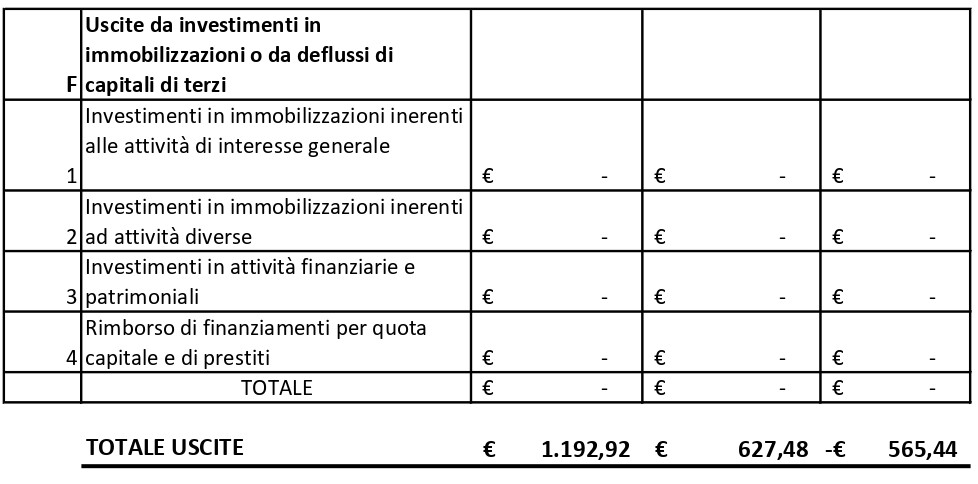 Uscite da investimenti in
immobilizzazioni o da deflussi di
F capitali di terzi
Investimenti in immobilizzazioni inerenti
alle attività di interesse generale
1 € - € - € -
Investimenti in immobilizzazioni inerenti
2 ad attività diverse € - € - € -
Investimenti in attività finanziarie e
3 patrimoniali € - € - € -
Rimborso di finanziamenti per quota
4 capitale e di prestiti € - € - € -
TOTALE € - € - € -
TOTALE USCITE € 1.192,92 € 627,48 -€ 565,44